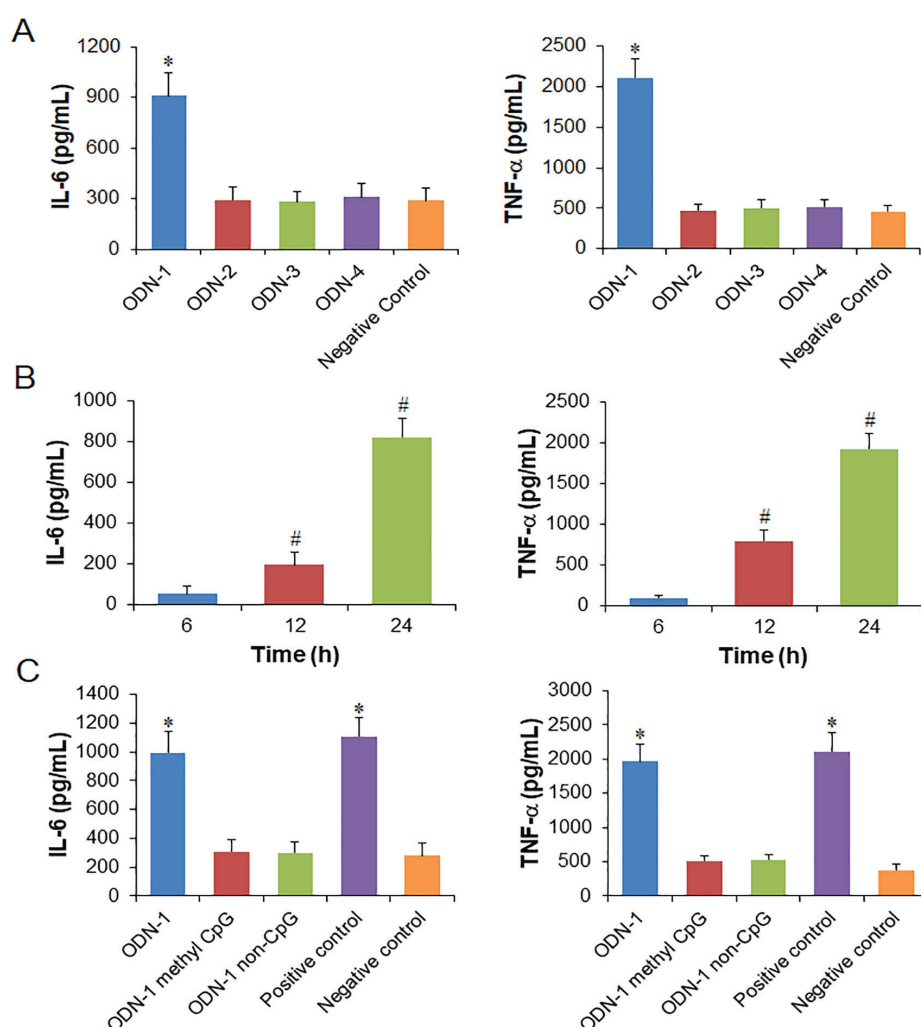 A
IL-6 (pg/mL)
1200
900
600
300
0
*
ODN-1
ODN-2
ODN-3
ODN-4
Negative Control
TNF-α (pg/mL)
2500
2000
1500
1000
500
0
*
ODN-1
ODN-2
ODN-3
ODN-4
Negative Control
B
IL-6 (pg/mL)
1000
800
600
400
200
0
#
#
6
12
24
Time (h)
TNF-α (pg/mL)
2500
2000
1500
1000
500
0
#
#
6
12
24
Time (h)
C
IL-6 (pg/mL)
1400
1200
1000
800
600
400
200
0
*
*
ODN-1
ODN-1 methyl CpG
ODN-1 non-CpG
Positive control
Negative control
TNF-α (pg/mL)
3000
2500
2000
1500
1000
500
0
*
*
ODN-1
ODN-1 methyl CpG
ODN-1 non-CpG
Positive control
Negative control